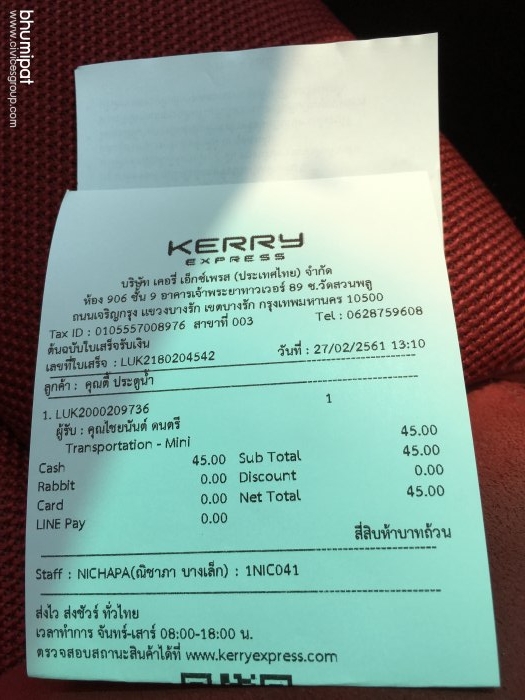 bhumipat
www.civicesgroup.com
KERRY
EXPRESS
บริษัท เคอรี่ เอ็กซ์เพรส (ประเทศไทย) จำกัด
ห้อง 906 ชั้น 9 อาคารเจ้าพระยาทาวเวอร์ 89 ซ.วัดสวนพลู
ถนนเจริญกรุง แขวงบางรัก เขตบางรัก กรุงเทพมหานคร 10500
Tax ID : 0105557008976 สาขาที่ 003 Tel : 0628759608
ต้นฉบับใบเสร็จรับเงิน
เลขที่ใบเสร็จ : LUK2180204542 วันที่ : 27/02/2561 13:10
ลูกค้า : คุณตี๋ ประตูน้ำ
1. LUK2000209736 1
ผู้รับ : คุณไชยนันต์ ดนตรี
Transportation - Mini 45.00
Cash 45.00 Sub Total 45.00
Rabbit 0.00 Discount 0.00
Card 0.00 Net Total 45.00
LINE Pay 0.00
สี่สิบห้าบาทถ้วน
Staff : NICHAPA(ณิชาภา บางเล็ก) : 1NIC041
ส่งไว ส่งชัวร์ ทั่วไทย
เวลาทำการ จันทร์-เสาร์ 08:00-18:00 น.
ตรวจสอบสถานะสินค้าได้ที่ www.kerryexpress.com